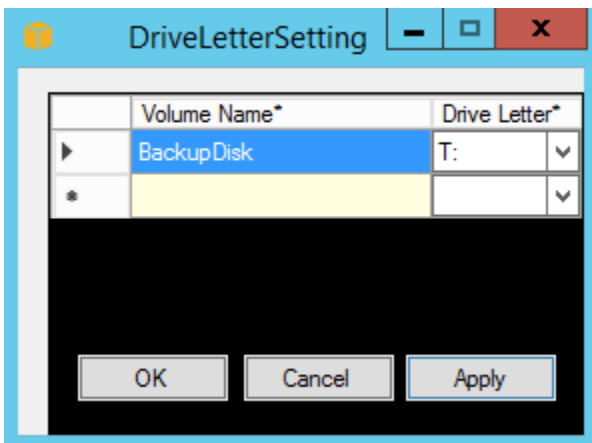 DriveLetterSetting
Volume Name* Drive Letter*
BackupDisk T:
OK Cancel Apply